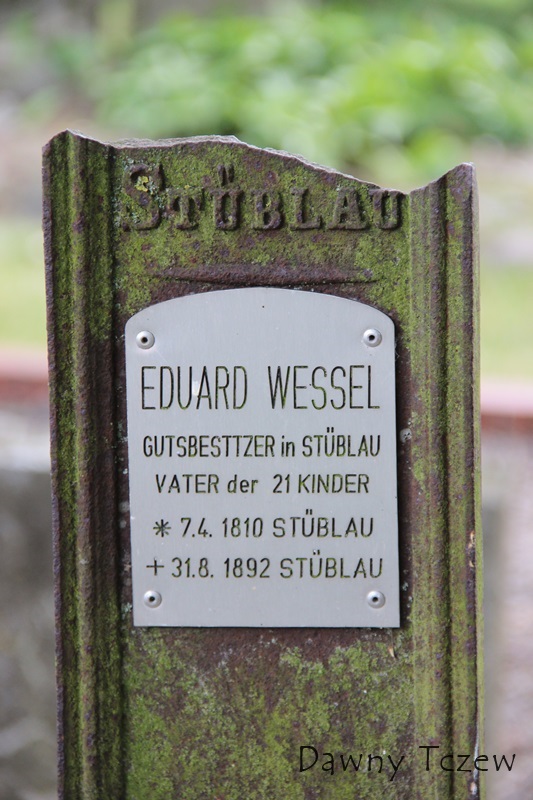 STÜBLAU
EDUARD WESSEL
GUTSBESTTZER in STÜBLAU
VATER der 21 KINDER
* 7.4. 1810 STÜBLAU
+ 31.8. 1892 STÜBLAU
Dawny Tczew